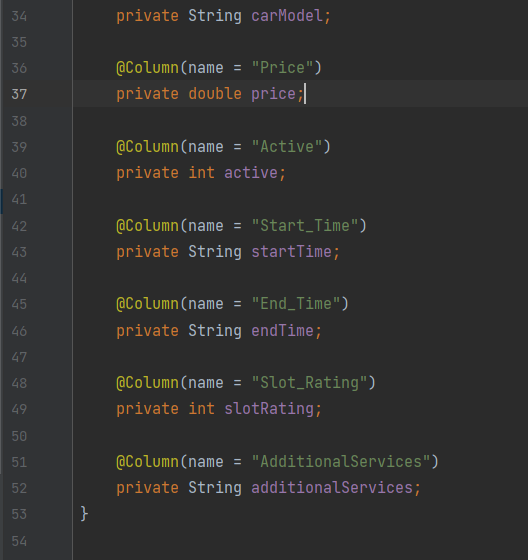 34 private String carModel;
35
36 @Column(name = "Price")
37 private double price;
38
39 @Column(name = "Active")
40 private int active;
41
42 @Column(name = "Start_Time")
43 private String startTime;
44
45 @Column(name = "End_Time")
46 private String endTime;
47
48 @Column(name = "Slot_Rating")
49 private int slotRating;
50
51 @Column(name = "AdditionalServices")
52 private String additionalServices;
53 }
54